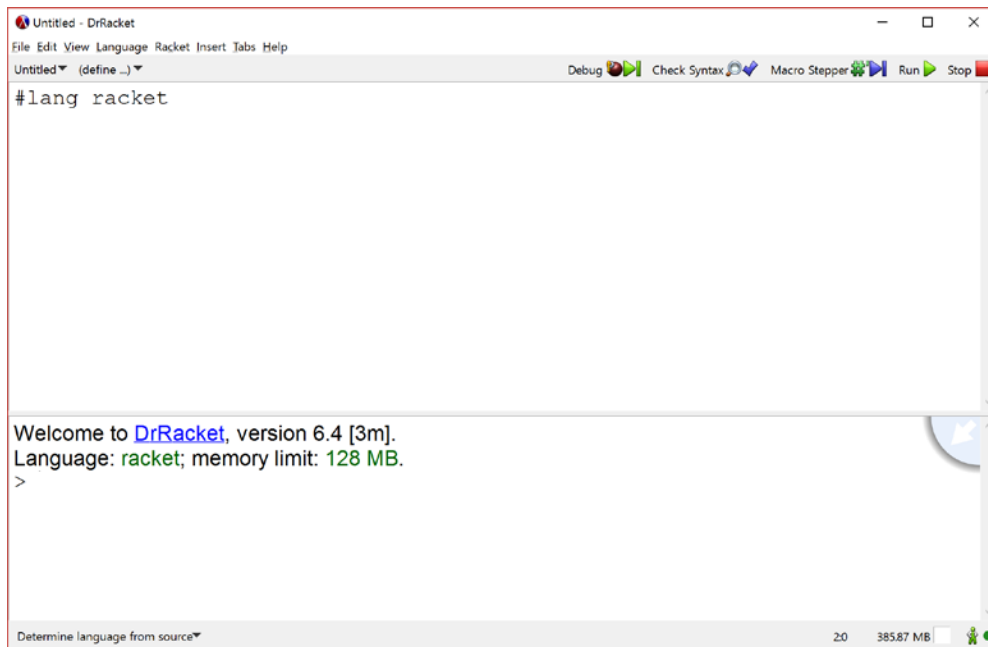 Untitled - DrRacket
File Edit View Language Racket Insert Tabs Help
Untitled (define ...) Debug Check Syntax Macro Stepper Run Stop
#lang racket
Welcome to DrRacket, version 6.4 [3m].
Language: racket; memory limit: 128 MB.
>
Determine language from source 2:0 385.87 MB